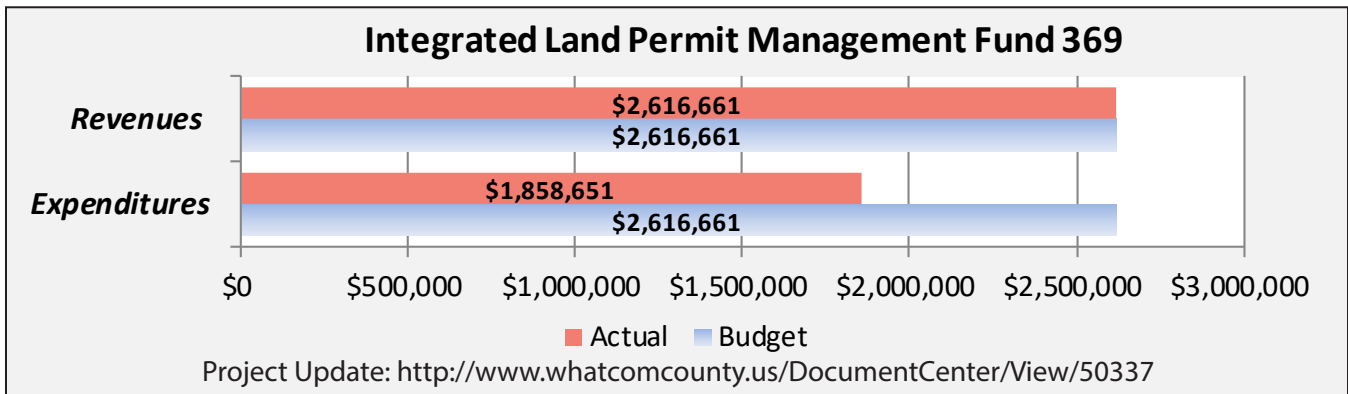 Integrated Land Permit Management Fund 369
Revenues
$2,616,661
$2,616,661
Expenditures
$1,858,651
$2,616,661
$0 $500,000 $1,000,000 $1,500,000 $2,000,000 $2,500,000 $3,000,000
Actual Budget
Project Update: http://www.whatcomcounty.us/DocumentCenter/View/50337